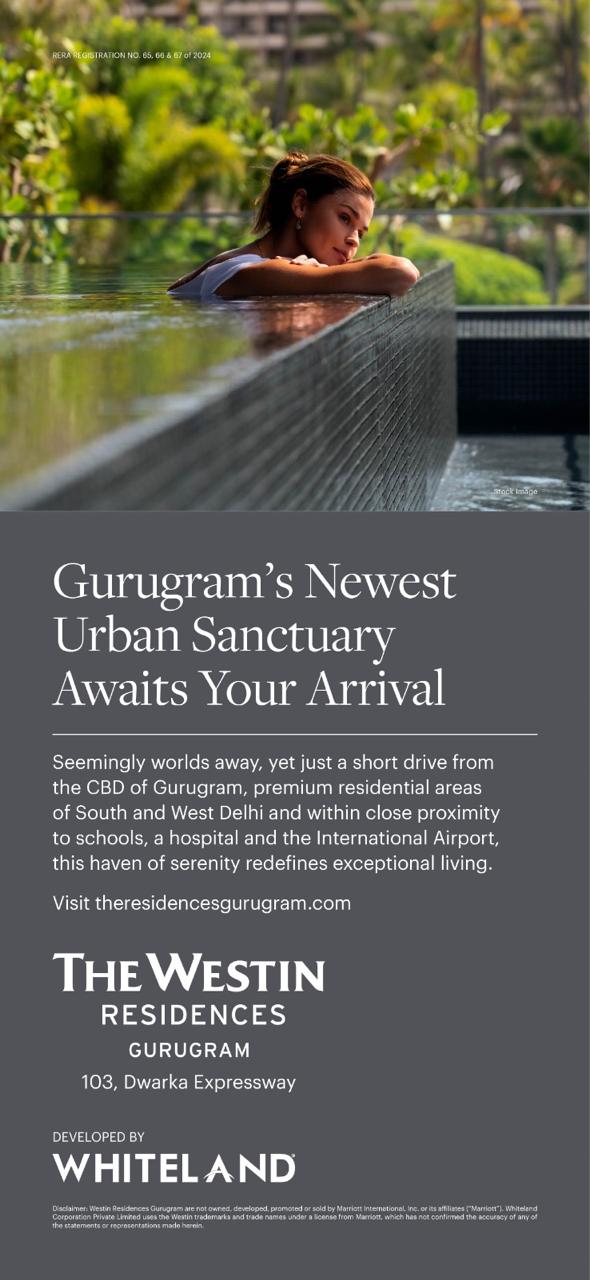 RERA REGISTRATION NO. 65, 66 & 67 of 2024
Stock Image
Gurugram’s Newest
Urban Sanctuary
Awaits Your Arrival
Seemingly worlds away, yet just a short drive from
the CBD of Gurugram, premium residential areas
of South and West Delhi and within close proximity
to schools, a hospital and the International Airport,
this haven of serenity redefines exceptional living.
Visit theresidencesgurugram.com
THE WESTIN
RESIDENCES
GURUGRAM
103, Dwarka Expressway
DEVELOPED BY
WHITELAND
Disclaimer: Westin Residences Gurugram are not owned, developed, promoted or sold by Marriott International, Inc. or its affiliates (“Marriott”). Whiteland
Corporation Private Limited uses the Westin trademarks and trade names under a license from Marriott, which has not confirmed the accuracy of any of
the statements or representations made herein.